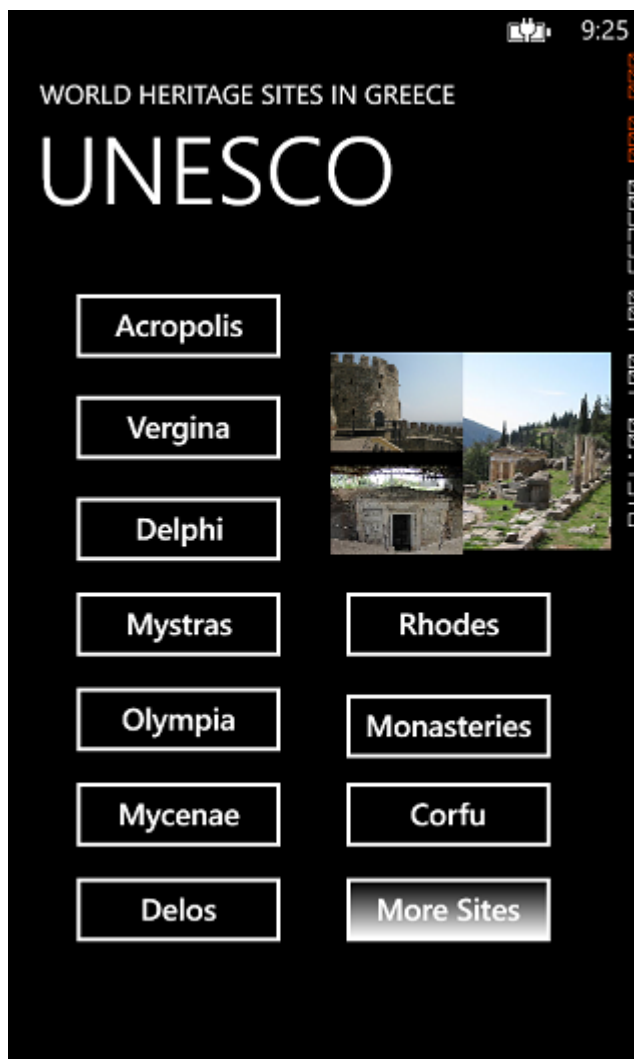 9:25
WORLD HERITAGE SITES IN GREECE
UNESCO
Acropolis
Vergina
Delphi
Mystras
Rhodes
Olympia
Monasteries
Mycenae
Corfu
Delos
More Sites